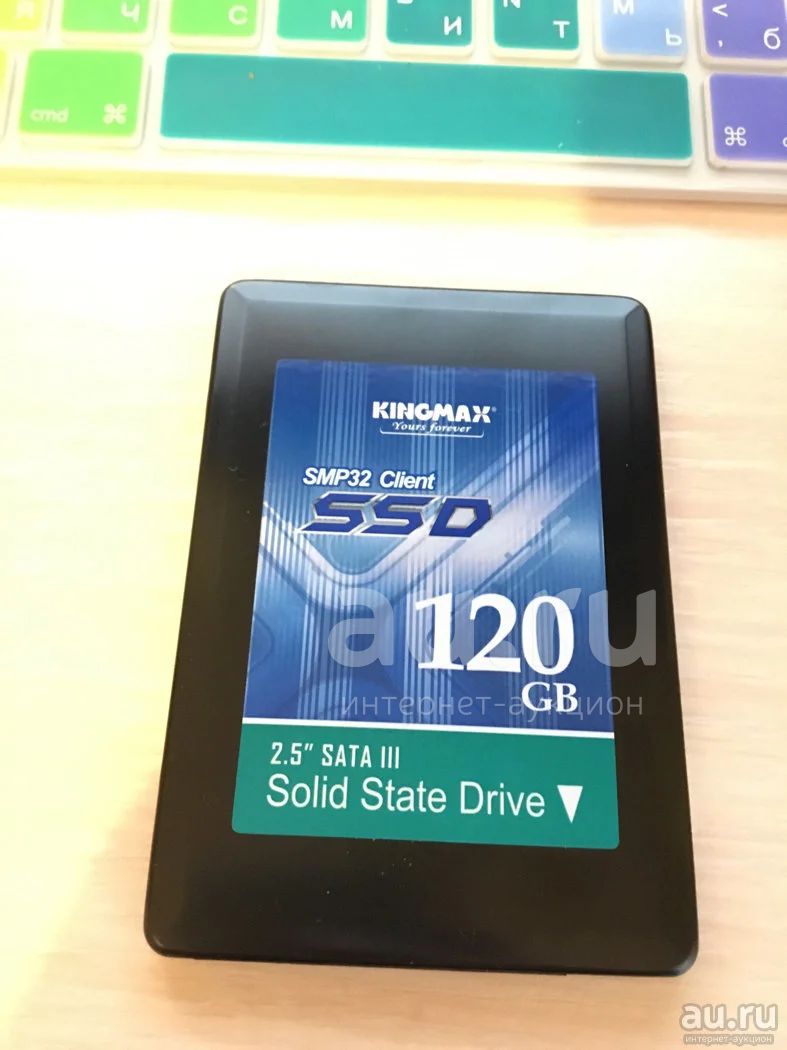 Я Ч С М И Т Ь < , Б
cmd ⌘ ⌘
KINGMAX®
Yours forever
SMP32 Client
SSD
120
GB
au.ru
интернет-аукцион
2.5" SATA III
Solid State Drive
au.ru
интернет-аукцион